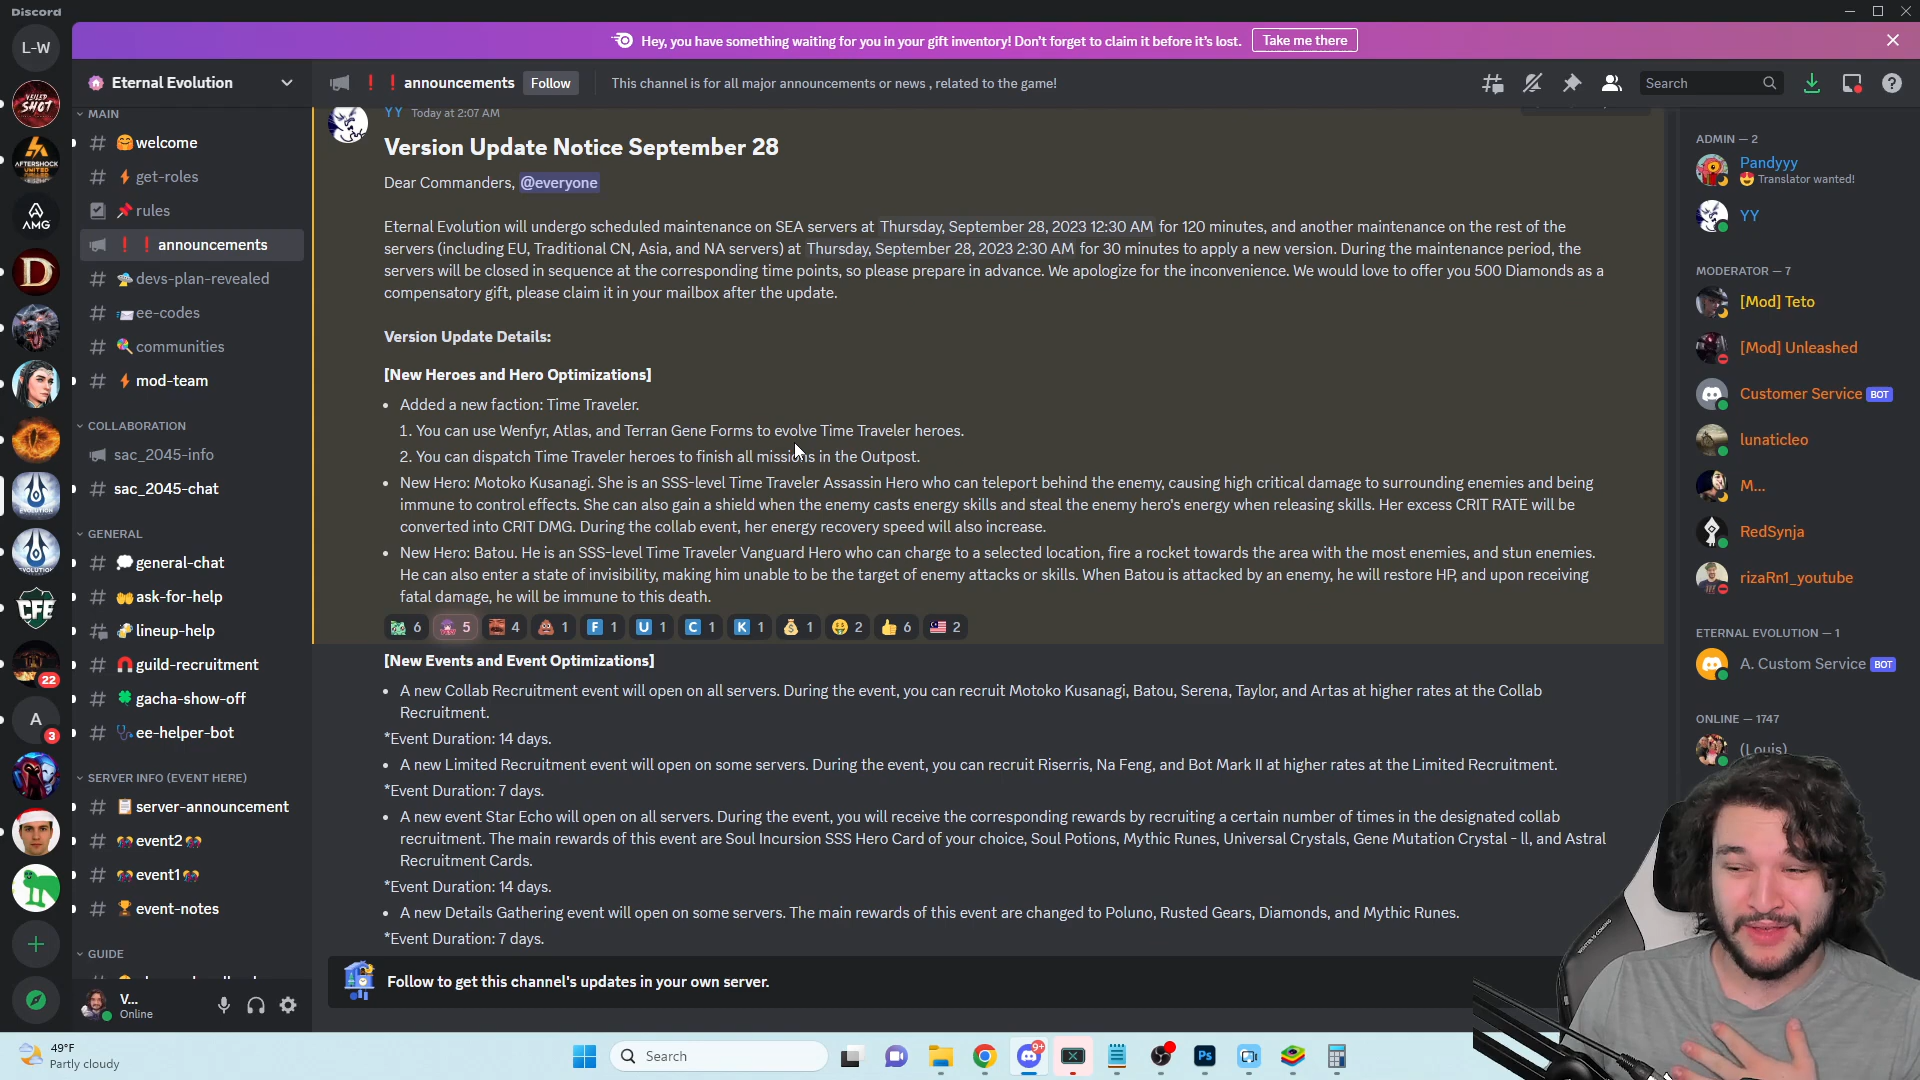 Discord
Hey, you have something waiting for you in your gift inventory! Don't forget to claim it before it's lost.
Take me there
L-W
Eternal Evolution
❗❗announcements
Follow
This channel is for all major announcements or news , related to the game!
Search
MAIN
🤗welcome
⚡get-roles
📌rules
❗❗announcements
devs-plan-revealed
ee-codes
communities
⚡mod-team
COLLABORATION
sac_2045-info
sac_2045-chat
GENERAL
general-chat
ask-for-help
lineup-help
guild-recruitment
gacha-show-off
ee-helper-bot
SERVER INFO (EVENT HERE)
server-announcement
event2
event1
event-notes
GUIDE
V...
Online
VEILED SHOT
AFTERSHOCK
UNITED
AMG
D
EVOLUTION
EVOLUTION
CFE
22
A
3
YY Today at 2:07 AM
Version Update Notice September 28
Dear Commanders, @everyone
Eternal Evolution will undergo scheduled maintenance on SEA servers at Thursday, September 28, 2023 12:30 AM for 120 minutes, and another maintenance on the rest of the
servers (including EU, Traditional CN, Asia, and NA servers) at Thursday, September 28, 2023 2:30 AM for 30 minutes to apply a new version. During the maintenance period, the
servers will be closed in sequence at the corresponding time points, so please prepare in advance. We apologize for the inconvenience. We would love to offer you 500 Diamonds as a
compensatory gift, please claim it in your mailbox after the update.
Version Update Details:
[New Heroes and Hero Optimizations]
• Added a new faction: Time Traveler.
1. You can use Wenfyr, Atlas, and Terran Gene Forms to evolve Time Traveler heroes.
2. You can dispatch Time Traveler heroes to finish all missions in the Outpost.
• New Hero: Motoko Kusanagi. She is an SSS-level Time Traveler Assassin Hero who can teleport behind the enemy, causing high critical damage to surrounding enemies and being
immune to control effects. She can also gain a shield when the enemy casts energy skills and steal the enemy hero's energy when releasing skills. Her excess CRIT RATE will be
converted into CRIT DMG. During the collab event, her energy recovery speed will also increase.
• New Hero: Batou. He is an SSS-level Time Traveler Vanguard Hero who can charge to a selected location, fire a rocket towards the area with the most enemies, and stun enemies.
He can also enter a state of invisibility, making him unable to be the target of enemy attacks or skills. When Batou is attacked by an enemy, he will restore HP, and upon receiving
fatal damage, he will be immune to this death.
6 5 4 1 F 1 U 1 C 1 K 1 1 2 6 2
[New Events and Event Optimizations]
• A new Collab Recruitment event will open on all servers. During the event, you can recruit Motoko Kusanagi, Batou, Serena, Taylor, and Artas at higher rates at the Collab
Recruitment.
*Event Duration: 14 days.
• A new Limited Recruitment event will open on some servers. During the event, you can recruit Riserris, Na Feng, and Bot Mark II at higher rates at the Limited Recruitment.
*Event Duration: 7 days.
• A new event Star Echo will open on all servers. During the event, you will receive the corresponding rewards by recruiting a certain number of times in the designated collab
recruitment. The main rewards of this event are Soul Incursion SSS Hero Card of your choice, Soul Potions, Mythic Runes, Universal Crystals, Gene Mutation Crystal - ll, and Astral
Recruitment Cards.
*Event Duration: 14 days.
• A new Details Gathering event will open on some servers. The main rewards of this event are changed to Poluno, Rusted Gears, Diamonds, and Mythic Runes.
*Event Duration: 7 days.
Follow to get this channel's updates in your own server.
ADMIN — 2
Pandyyy
Translator wanted!
YY
MODERATOR — 7
[Mod] Teto
[Mod] Unleashed
Customer Service BOT
lunaticleo
M...
RedSynja
rizaRn1_youtube
ETERNAL EVOLUTION — 1
A. Custom Service BOT
ONLINE — 1747
(Louis)
49°F
Partly cloudy
Search
9+
Ps